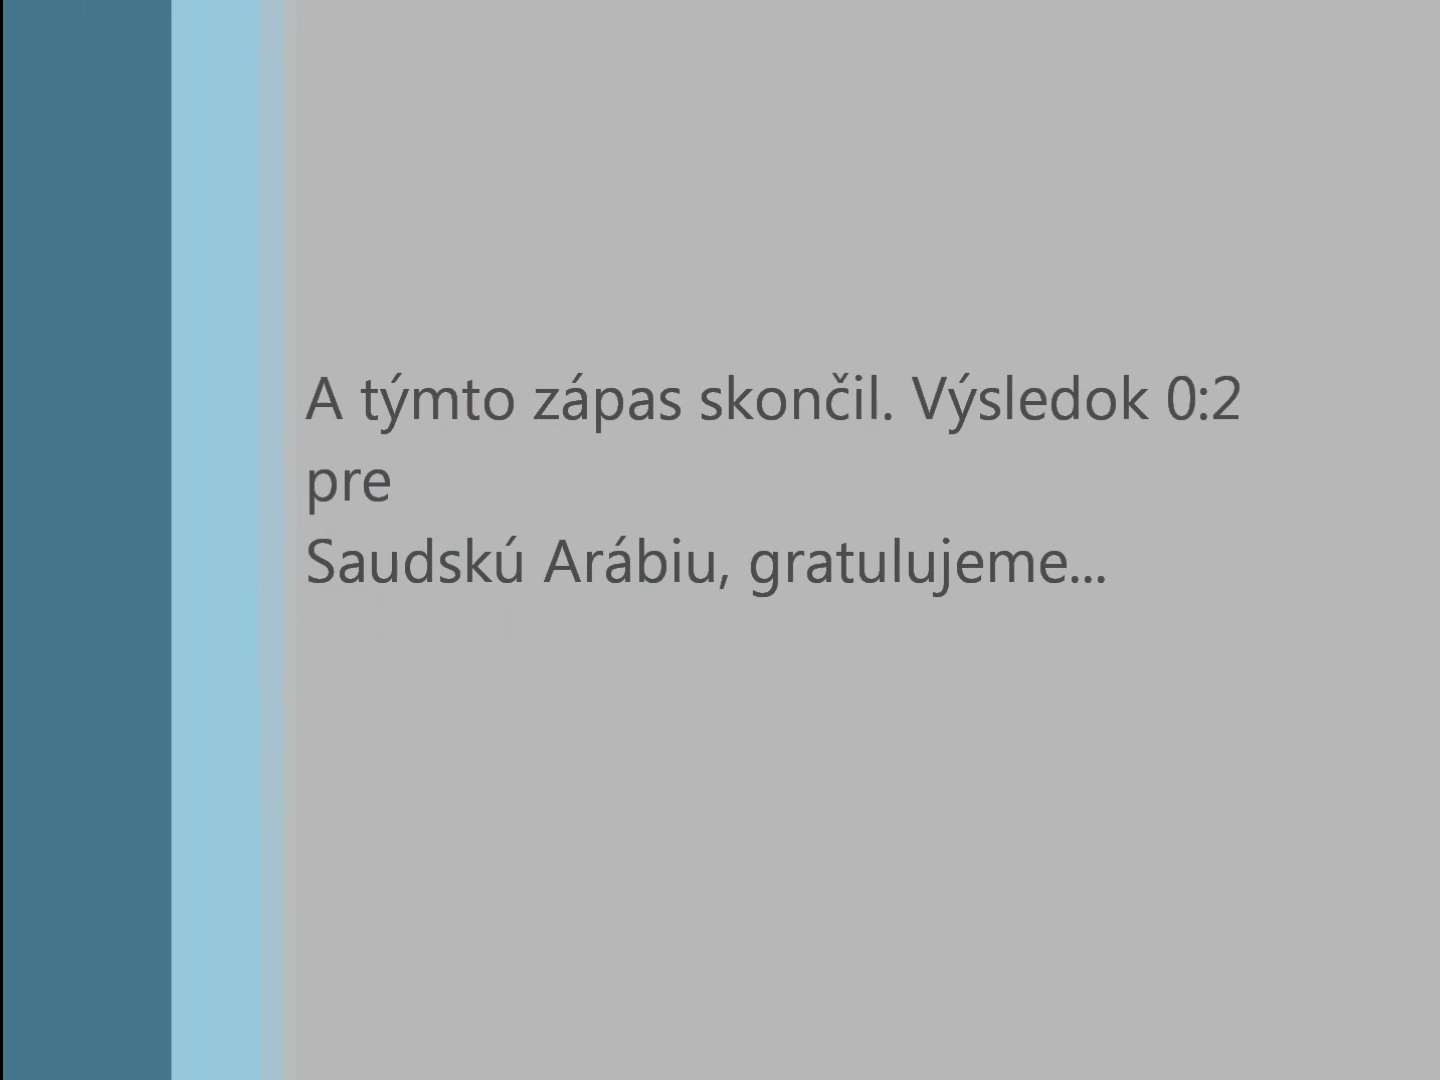 A týmto zápas skončil. Výsledok 0:2
pre
Saudskú Arábiu, gratulujeme...